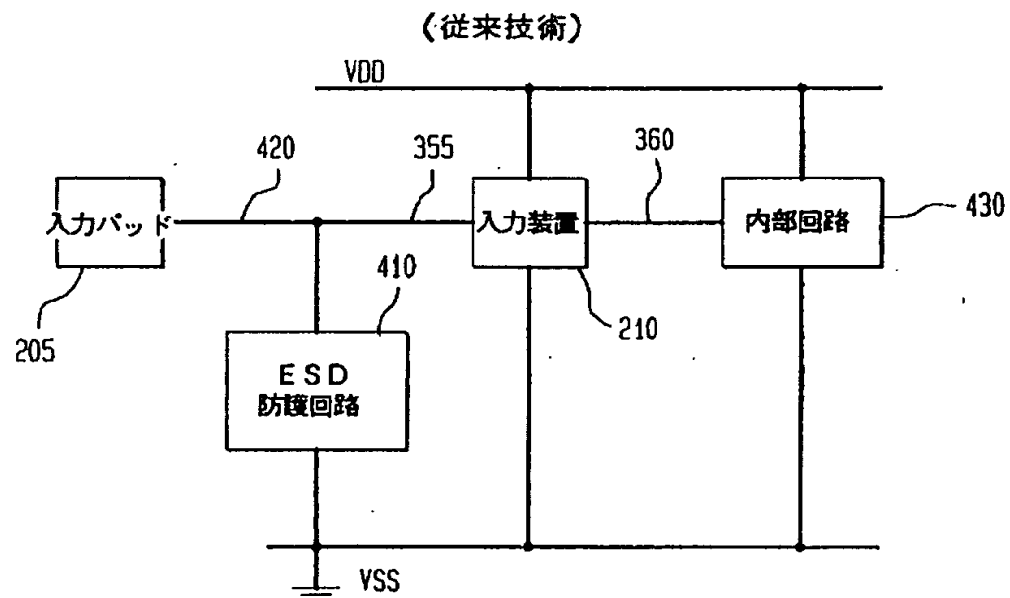 (従来技術)
VDD
420
355
360
入力パッド
入力装置
内部回路
430
410
205
210
ESD
防護回路
VSS